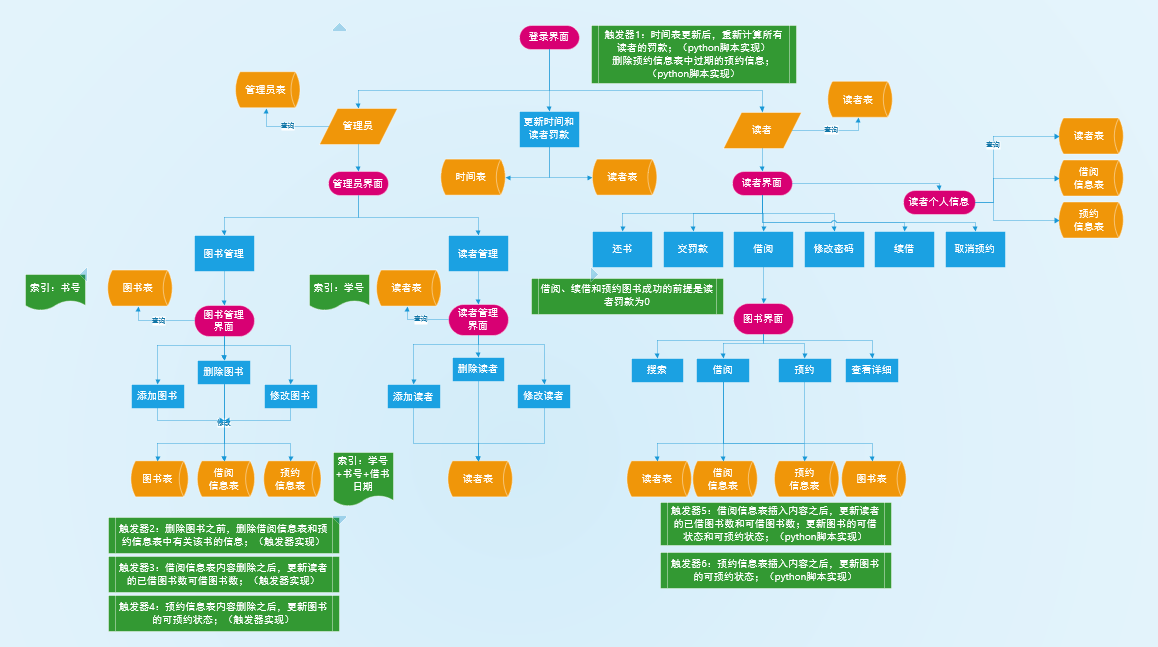 登录界面
触发器1：时间表更新后，重新计算所有
读者的罚款；（python脚本实现）
删除预约信息表中过期的预约信息；
（python脚本实现）
管理员表
查询
管理员
更新时间和
读者罚款
读者
查询
读者表
管理员界面
时间表
读者表
读者界面
读者个人信息
查询
读者表
借阅
信息表
预约
信息表
图书管理
读者管理
还书
交罚款
借阅
修改密码
续借
取消预约
索引：书号
图书表
查询
图书管理
界面
索引：学号
读者表
查询
读者管理
界面
借阅、续借和预约图书成功的前提是读
者罚款为0
图书界面
添加图书
删除图书
修改图书
修改
添加读者
删除读者
修改读者
搜索
借阅
预约
查看详细
图书表
借阅
信息表
预约
信息表
索引：学号
+书号+借书
日期
读者表
读者表
借阅
信息表
预约
信息表
图书表
触发器2：删除图书之前，删除借阅信息表和预
约信息表中有关该书的信息；（触发器实现）
触发器3：借阅信息表内容删除之后，更新读者
的已借图书数可借图书数；（触发器实现）
触发器4：预约信息表内容删除之后，更新图书
的可预约状态；（触发器实现）
触发器5：借阅信息表插入内容之后，更新读者
的已借图书数和可借图书数；更新图书的可借
状态和可预约状态；（python脚本实现）
触发器6：预约信息表插入内容之后，更新图书
的可预约状态；（python脚本实现）